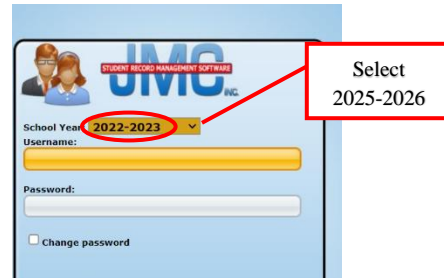 STUDENT RECORD MANAGEMENT SOFTWARE
JMC
INC.
Select
2025-2026
School Year: 2022-2023
Username:
Password:
Change password